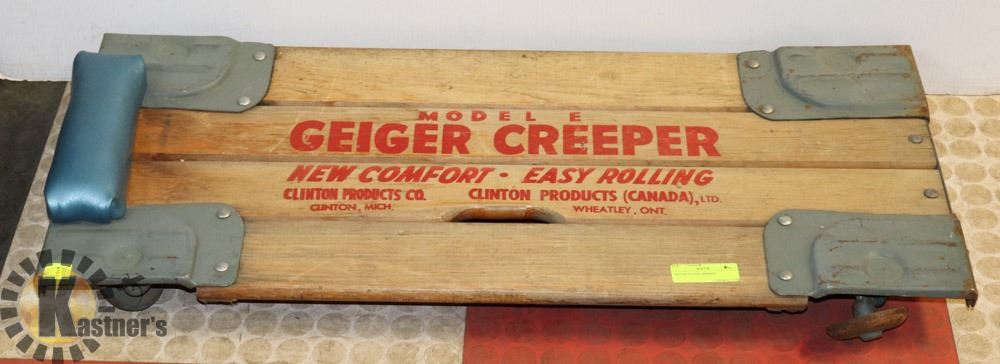 MODEL E
GEIGER CREEPER
NEW COMFORT · EASY ROLLING
CLINTON PRODUCTS CO.
CLINTON, MICH.
CLINTON PRODUCTS (CANADA), LTD.
WHEATLEY, ONT.
Kastner's